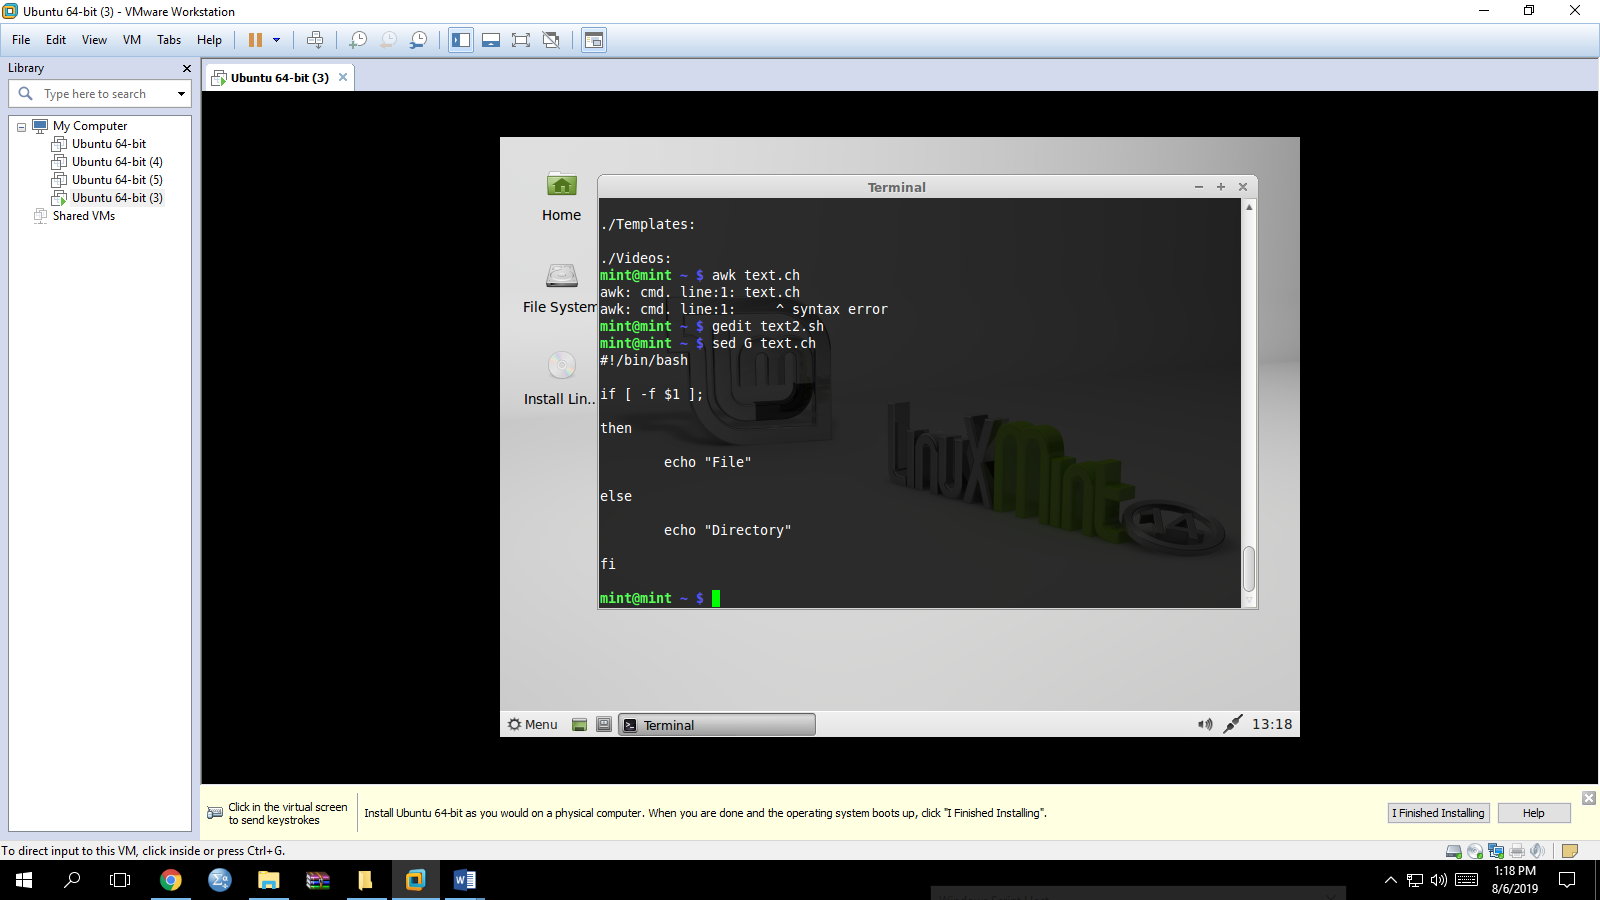 Ubuntu 64-bit (3) - VMware Workstation
File Edit View VM Tabs Help
Library
Type here to search
My Computer
Ubuntu 64-bit
Ubuntu 64-bit (4)
Ubuntu 64-bit (5)
Ubuntu 64-bit (3)
Shared VMs
Ubuntu 64-bit (3)
Home
File System
Install Lin...
Terminal
./Templates:
./Videos:
mint@mint ~ $ awk text.ch
awk: cmd. line:1: text.ch
awk: cmd. line:1:     ^ syntax error
mint@mint ~ $ gedit text2.sh
mint@mint ~ $ sed G text.ch
#!/bin/bash
if [ -f $1 ];
then
echo "File"
else
echo "Directory"
fi
mint@mint ~ $
LinuxMint 14
Menu
Terminal
13:18
Click in the virtual screen
to send keystrokes
Install Ubuntu 64-bit as you would on a physical computer. When you are done and the operating system boots up, click "I Finished Installing".
I Finished Installing
Help
To direct input to this VM, click inside or press Ctrl+G.
1:18 PM
8/6/2019